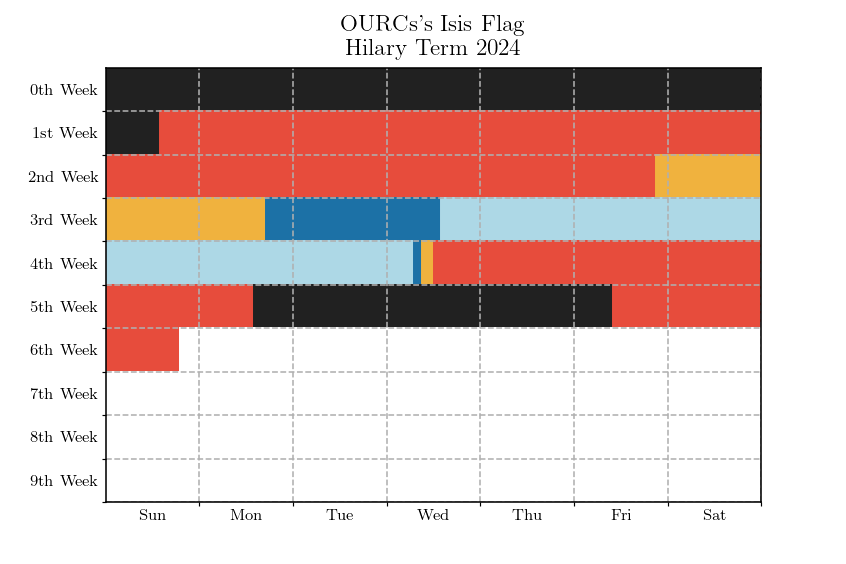 OURCs's Isis Flag
Hilary Term 2024
0th Week
1st Week
2nd Week
3rd Week
4th Week
5th Week
6th Week
7th Week
8th Week
9th Week
Sun Mon Tue Wed Thu Fri Sat